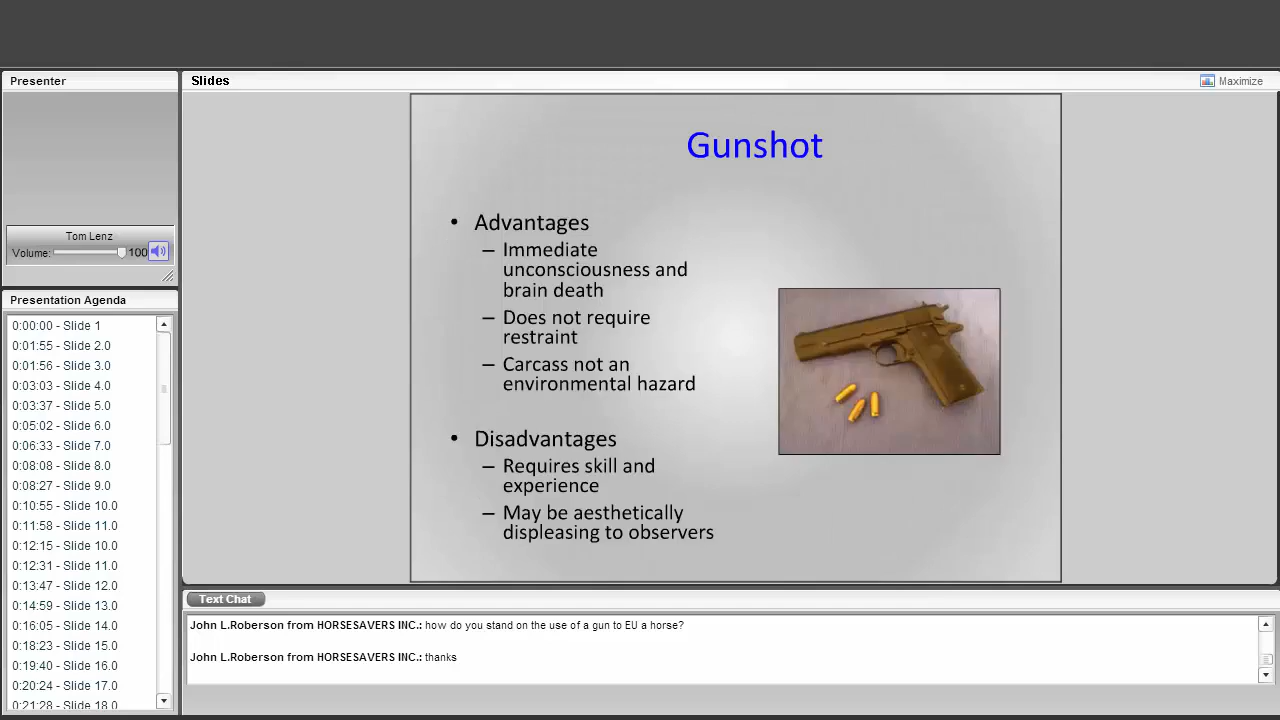 Presenter
Slides
Maximize
Gunshot
• Advantages
– Immediate
unconsciousness and
brain death
– Does not require
restraint
– Carcass not an
environmental hazard
• Disadvantages
– Requires skill and
experience
– May be aesthetically
displeasing to observers
Tom Lenz
Volume: 100
Presentation Agenda
0:00:00 - Slide 1
0:01:55 - Slide 2.0
0:01:56 - Slide 3.0
0:03:03 - Slide 4.0
0:03:37 - Slide 5.0
0:05:02 - Slide 6.0
0:06:33 - Slide 7.0
0:08:08 - Slide 8.0
0:08:27 - Slide 9.0
0:10:55 - Slide 10.0
0:11:58 - Slide 11.0
0:12:15 - Slide 10.0
0:12:31 - Slide 11.0
0:13:47 - Slide 12.0
0:14:59 - Slide 13.0
0:16:05 - Slide 14.0
0:18:23 - Slide 15.0
0:19:40 - Slide 16.0
0:20:24 - Slide 17.0
0:21:28 - Slide 18.0
Text Chat
John L.Roberson from HORSESAVERS INC.: how do you stand on the use of a gun to EU a horse?
John L.Roberson from HORSESAVERS INC.: thanks